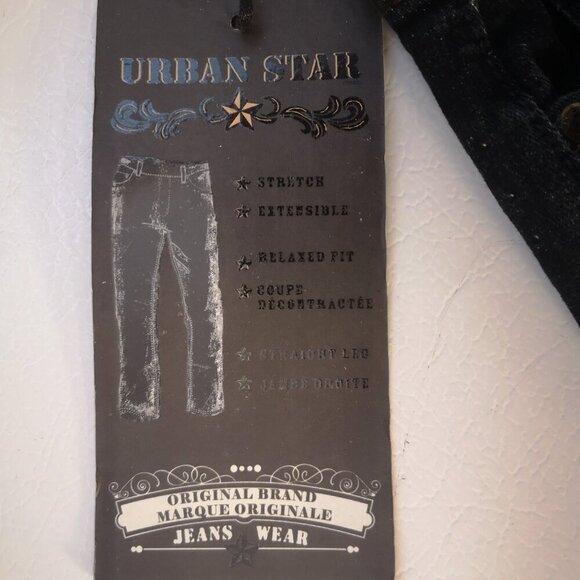 URBAN STAR
STRETCH
EXTENSIBLE
RELAXED FIT
COUPE
DÉCONTRACTÉE
STRAIGHT LEG
JAMBE DROITE
ORIGINAL BRAND
MARQUE ORIGINALE
JEANS WEAR